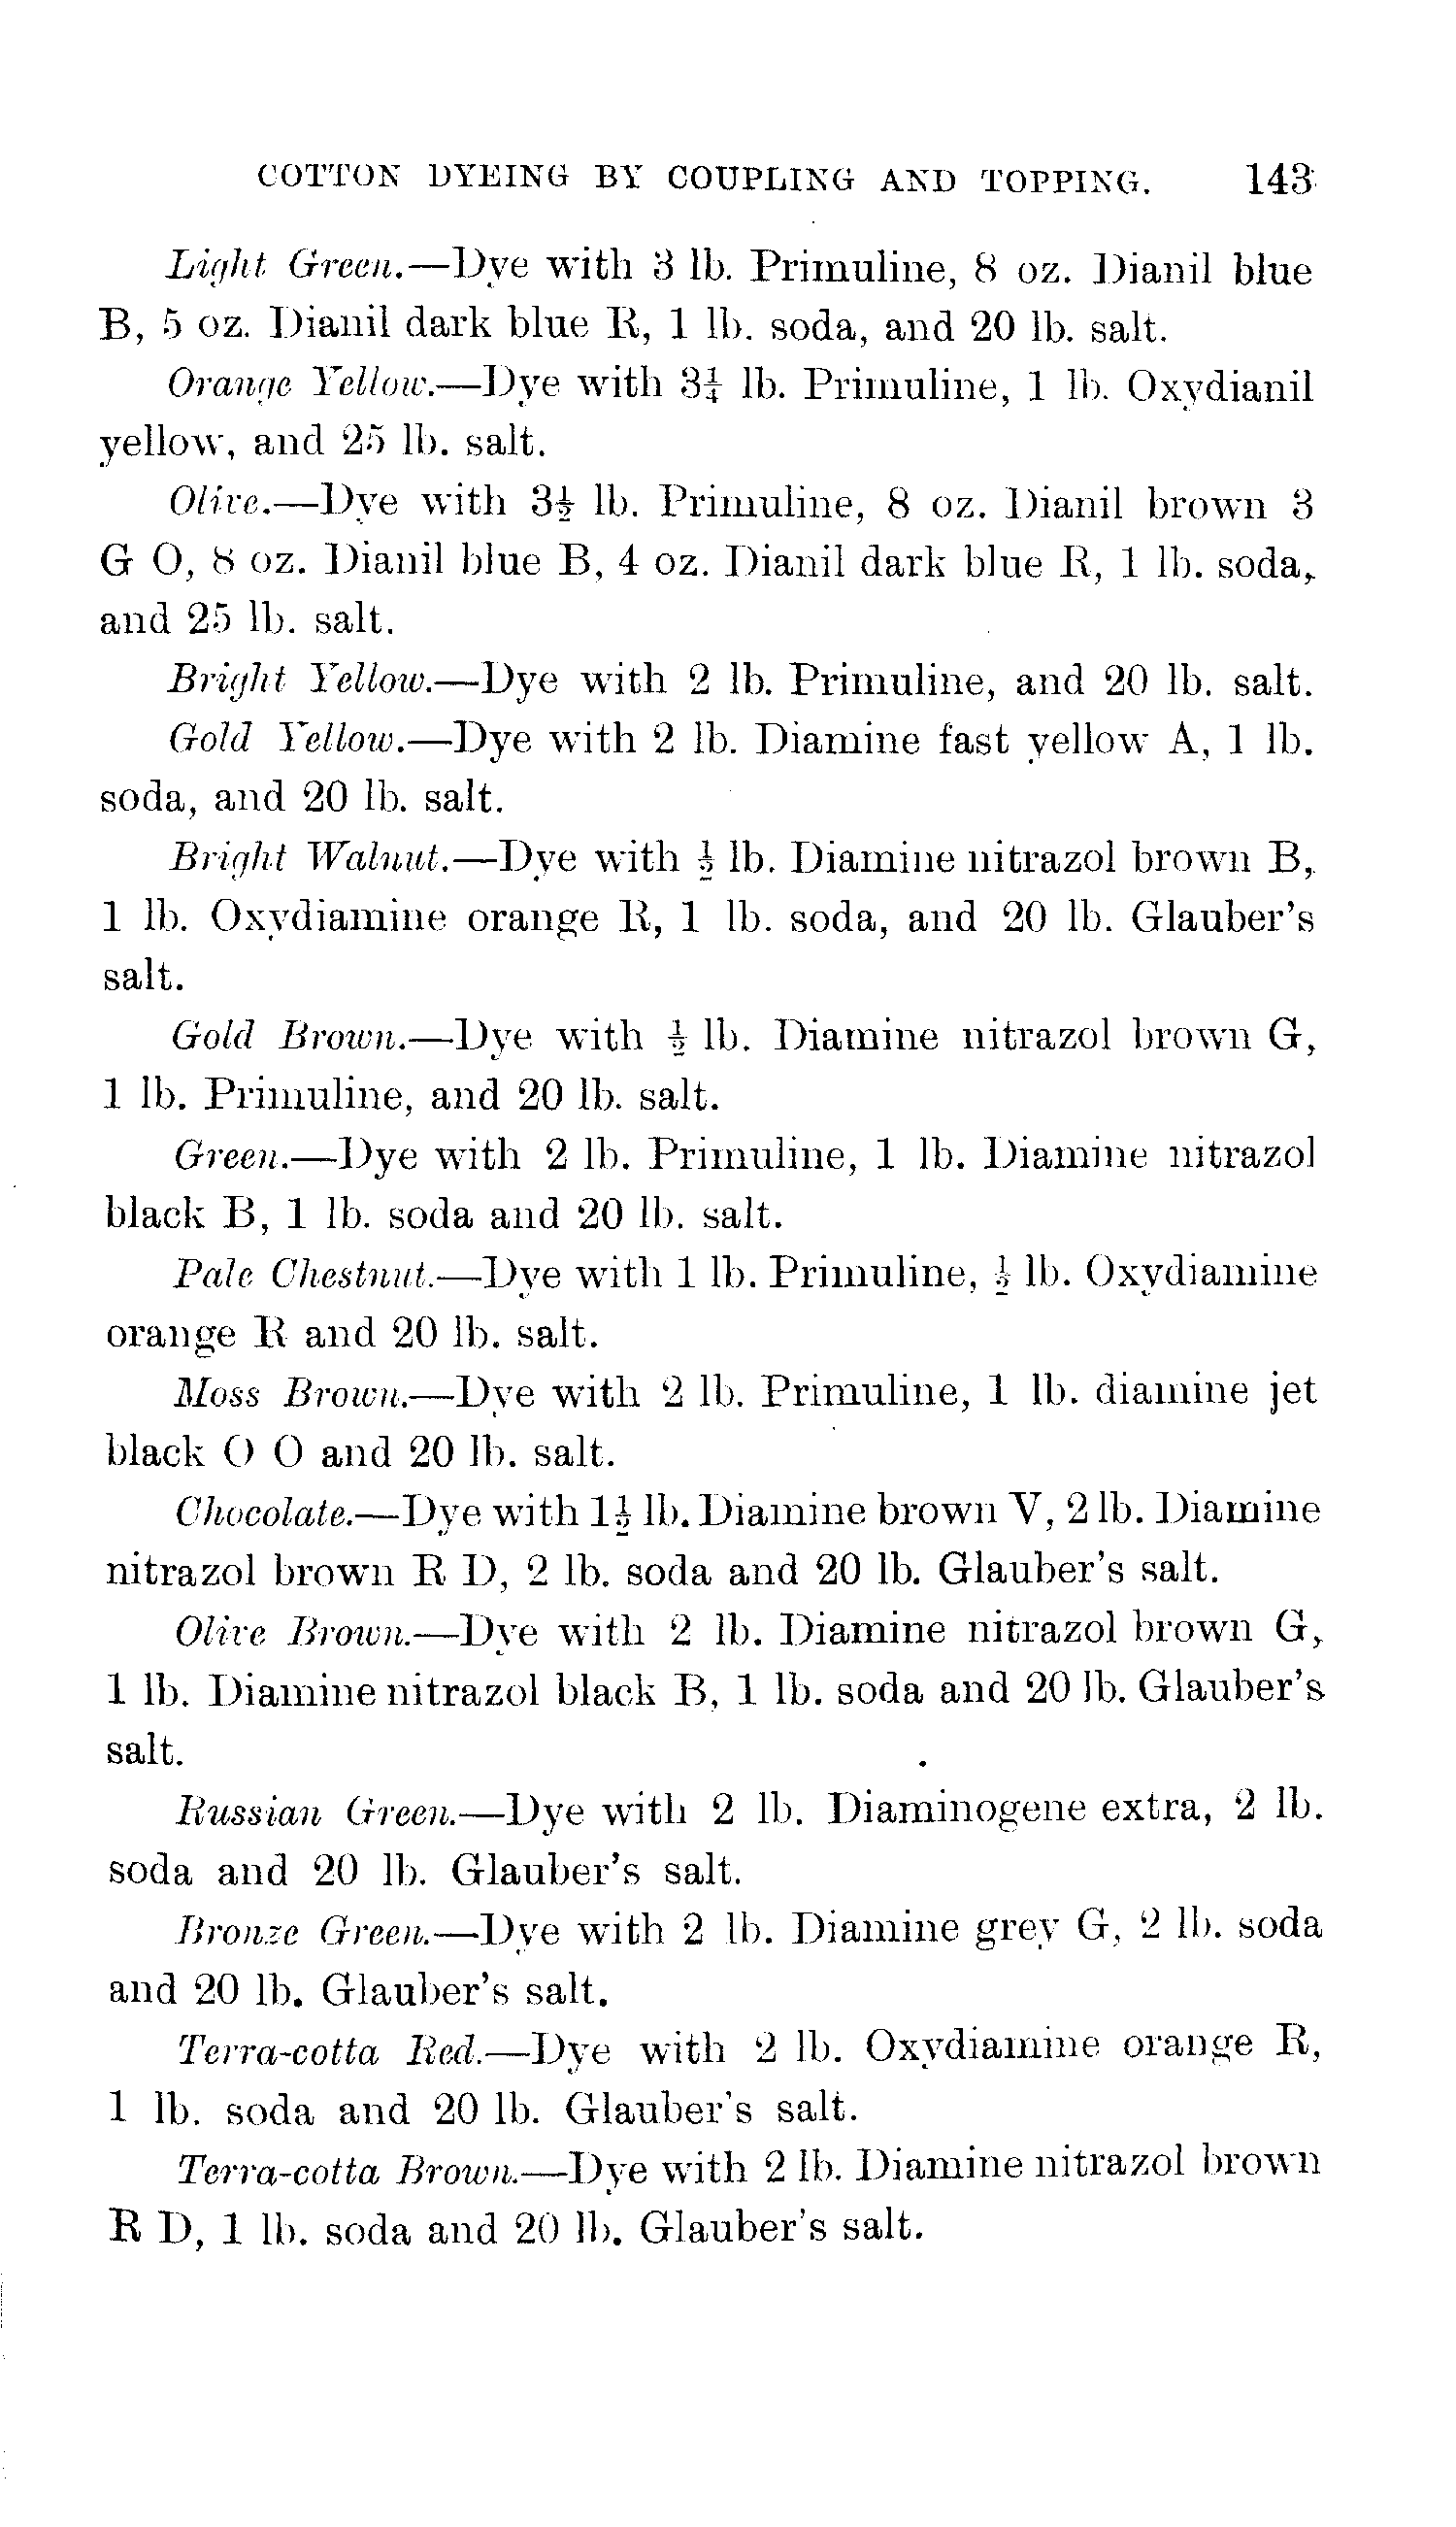 COTTON DYEING BY COUPLING AND TOPPING. 143
Light Green.—Dye with 3 lb. Primuline, 8 oz. Dianil blue
B, 5 oz. Dianil dark blue R, 1 lb. soda, and 20 lb. salt.
Orange Yellow.—Dye with 3¼ lb. Primuline, 1 lb. Oxydianil
yellow, and 25 lb. salt.
Olive.—Dye with 3½ lb. Primuline, 8 oz. Dianil brown 3
G O, 8 oz. Dianil blue B, 4 oz. Dianil dark blue R, 1 lb. soda,
and 25 lb. salt.
Bright Yellow.—Dye with 2 lb. Primuline, and 20 lb. salt.
Gold Yellow.—Dye with 2 lb. Diamine fast yellow A, 1 lb.
soda, and 20 lb. salt.
Bright Walnut.—Dye with ½ lb. Diamine nitrazol brown B,
1 lb. Oxydiamine orange R, 1 lb. soda, and 20 lb. Glauber's
salt.
Gold Brown.—Dye with ½ lb. Diamine nitrazol brown G,
1 lb. Primuline, and 20 lb. salt.
Green.—Dye with 2 lb. Primuline, 1 lb. Diamine nitrazol
black B, 1 lb. soda and 20 lb. salt.
Pale Chestnut.—Dye with 1 lb. Primuline, ½ lb. Oxydiamine
orange R and 20 lb. salt.
Moss Brown.—Dye with 2 lb. Primuline, 1 lb. diamine jet
black O O and 20 lb. salt.
Chocolate.—Dye with 1½ lb. Diamine brown V, 2 lb. Diamine
nitrazol brown R D, 2 lb. soda and 20 lb. Glauber's salt.
Olive Brown.—Dye with 2 lb. Diamine nitrazol brown G,
1 lb. Diamine nitrazol black B, 1 lb. soda and 20 lb. Glauber's
salt.
Russian Green.—Dye with 2 lb. Diaminogene extra, 2 lb.
soda and 20 lb. Glauber's salt.
Bronze Green.—Dye with 2 lb. Diamine grey G, 2 lb. soda
and 20 lb. Glauber's salt.
Terra-cotta Red.—Dye with 2 lb. Oxydiamine orange R,
1 lb. soda and 20 lb. Glauber's salt.
Terra-cotta Brown.—Dye with 2 lb. Diamine nitrazol brown
R D, 1 lb. soda and 20 lb. Glauber's salt.